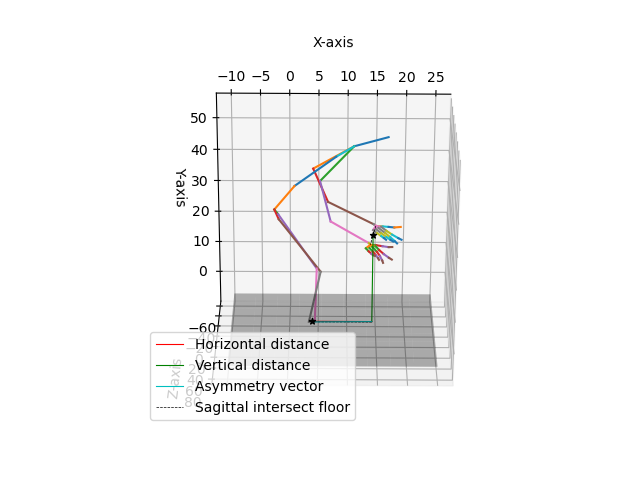 X-axis
−10 −5 0 5 10 15 20 25
50
40
30
20
10
0
Y-axis
−60
Z-axis
Horizontal distance
Vertical distance
Asymmetry vector
Sagittal intersect floor